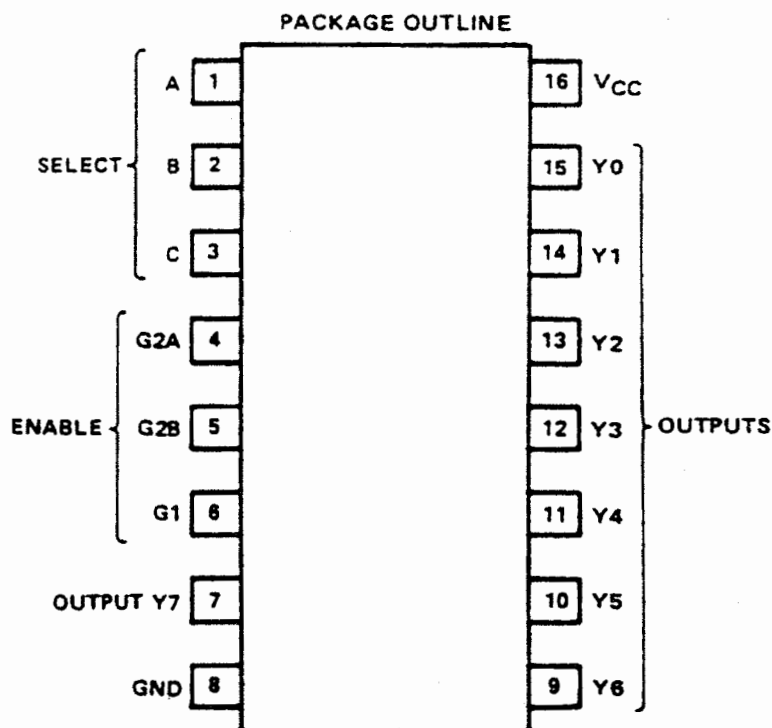 PACKAGE OUTLINE
A 1 16 VCC
B 2 15 Y0
SELECT
C 3 14 Y1
G2A 4 13 Y2
ENABLE G2B 5 12 Y3 OUTPUTS
G1 6 11 Y4
OUTPUT Y7 7 10 Y5
GND 8 9 Y6